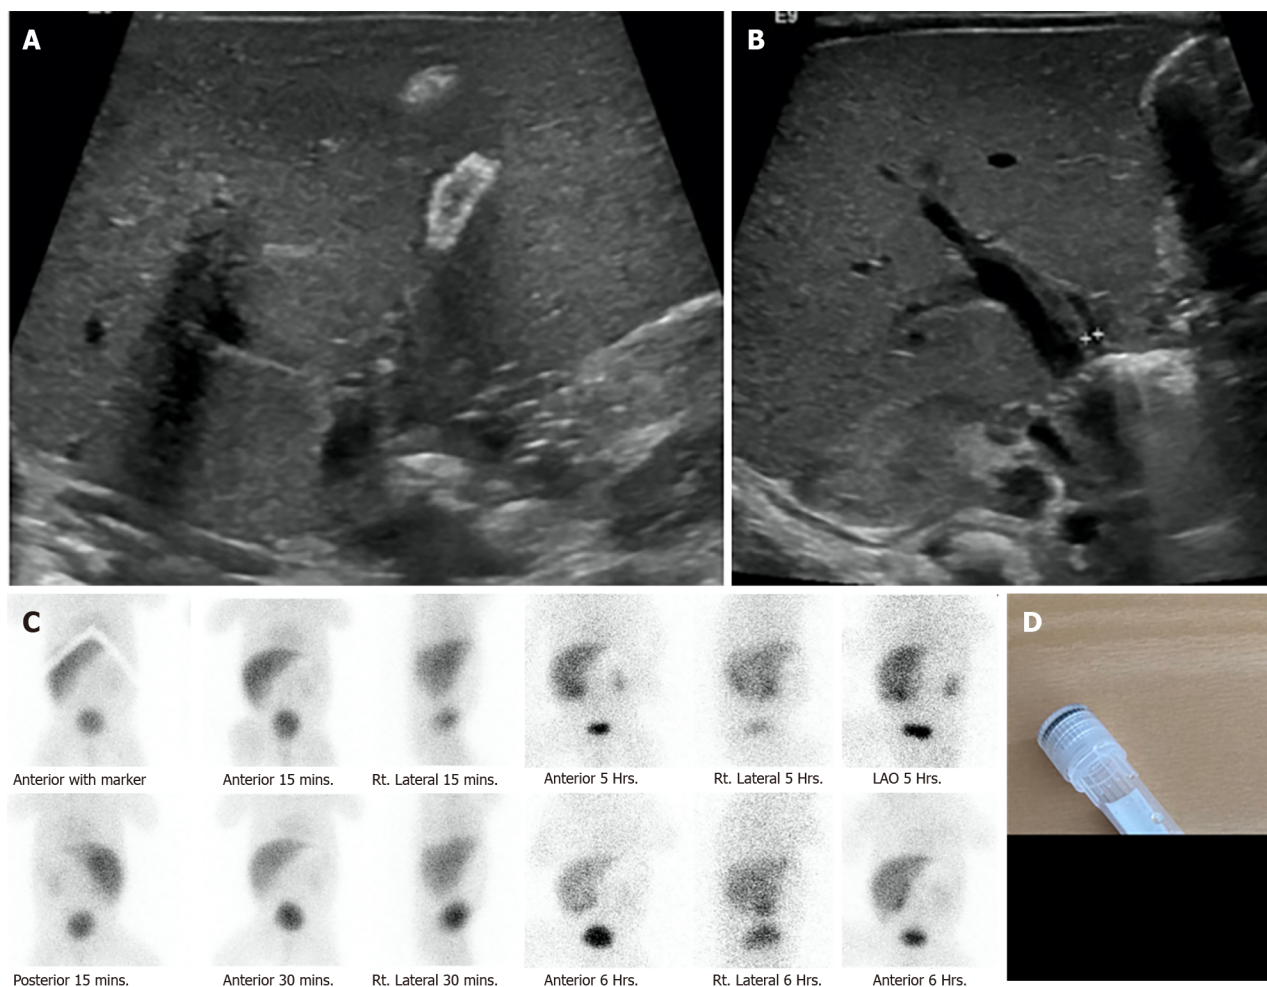 A
B
E9
C
D
Anterior with marker
Anterior 15 mins.
Rt. Lateral 15 mins.
Anterior 5 Hrs.
Rt. Lateral 5 Hrs.
LAO 5 Hrs.
Posterior 15 mins.
Anterior 30 mins.
Rt. Lateral 30 mins.
Anterior 6 Hrs.
Rt. Lateral 6 Hrs.
Anterior 6 Hrs.